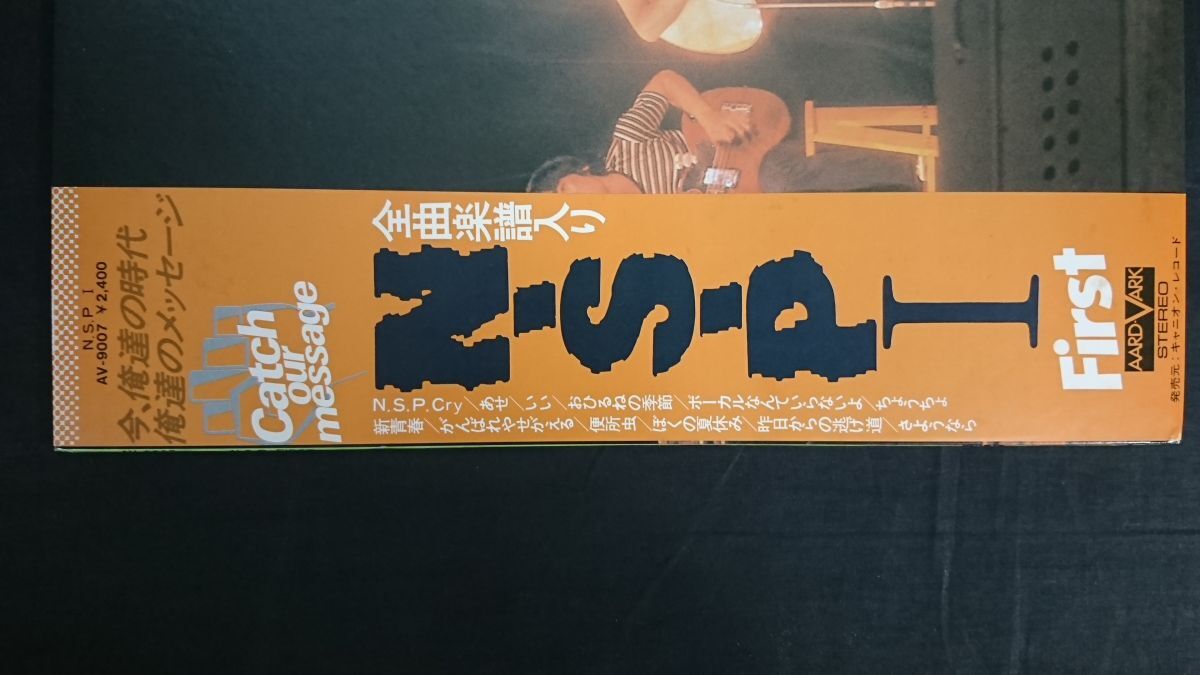 N.S.P I
AV-9007 ¥2,400
今、俺達の時代
俺達のメッセージ
Catch
our
message
全曲楽譜入り
N.S.P I
N.S.P.Cry/あせ/いい/おひるねの季節/ボーカルなんていらないよ/ちょうちょ
新青春/がんばれやせがえる/便所虫/ぼくの夏休み/昨日からの逃げ道/さようなら
First
AARD-VARK
STEREO
発売元:キャニオン・レコード